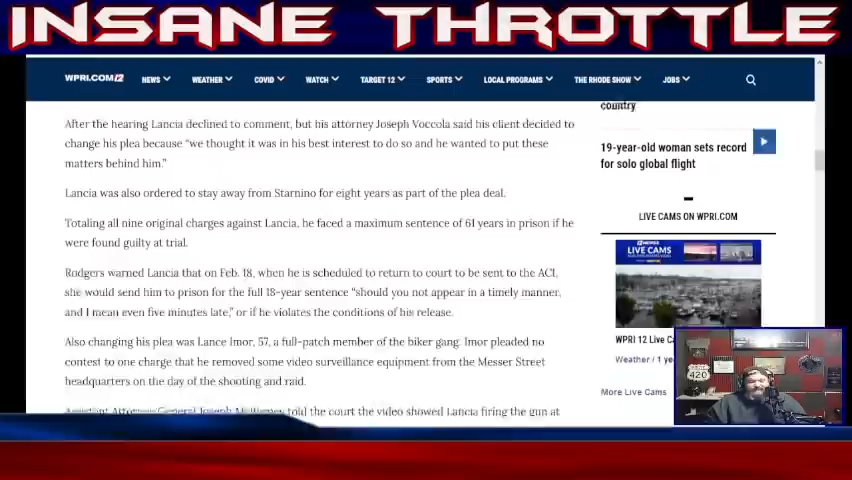 INSANE THROTTLE
WPRI.COM 12
NEWS
WEATHER
COVID
WATCH
TARGET 12
SPORTS
LOCAL PROGRAMS
THE RHODE SHOW
JOBS
After the hearing Lancia declined to comment, but his attorney Joseph Voccola said his client decided to
change his plea because “we thought it was in his best interest to do so and he wanted to put these
matters behind him.”
Lancia was also ordered to stay away from Starnino for eight years as part of the plea deal.
Totaling all nine original charges against Lancia, he faced a maximum sentence of 61 years in prison if he
were found guilty at trial.
Rodgers warned Lancia that on Feb. 18, when he is scheduled to return to court to be sent to the ACI,
she would send him to prison for the full 18-year sentence “should you not appear in a timely manner,
and I mean even five minutes late,” or if he violates the conditions of his release.
Also changing his plea was Lance Imor, 57, a full-patch member of the biker gang. Imor pleaded no
contest to one charge that he removed some video surveillance equipment from the Messer Street
headquarters on the day of the shooting and raid.
Assistant Attorney General Joseph told the court the video showed Lancia firing the gun at
country
19-year-old woman sets record
for solo global flight
LIVE CAMS ON WPRI.COM
LIVE CAMS
WPRI 12 Live
Weather / 1
More Live Cams
420